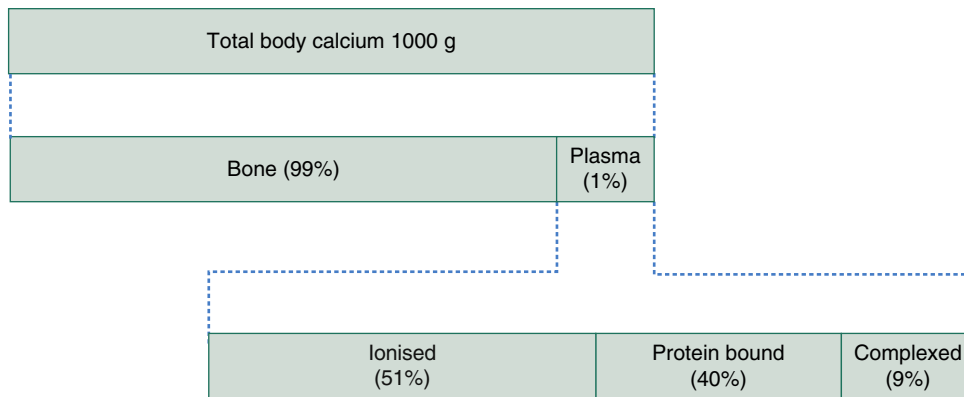 Total body calcium 1000 g
Bone (99%)
Plasma
(1%)
Ionised
(51%)
Protein bound
(40%)
Complexed
(9%)